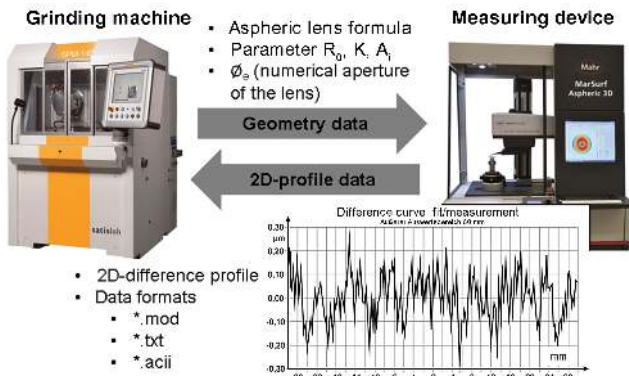 Grinding machine
Measuring device
• Aspheric lens formula
• Parameter R₀, K, Aᵢ
• Øₑ (numerical aperture
of the lens)
Geometry data
2D-profile data
satisloh
Mahr
MarSurf
Aspheric 3D
• 2D-difference profile
• Data formats
▪ *.mod
▪ *.txt
▪ *.acii
Difference curve fit/measurement
0,30
µm
0,20
0,10
0,00
-0,10
-0,20
-0,30
mm